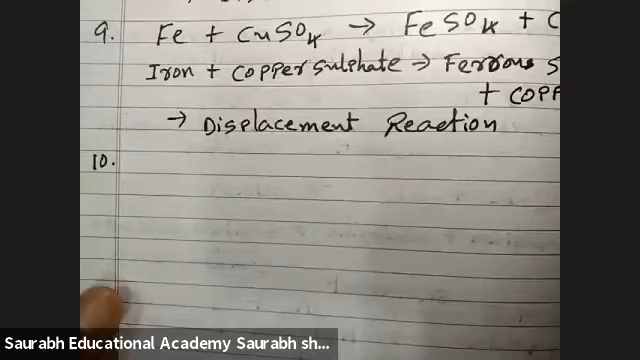 9. Fe + CuSO4 → FeSO4 + C
Iron + Copper sulphate → Ferrous S
+ COPP
→ Displacement Reaction
10.
Saurabh Educational Academy Saurabh sh...